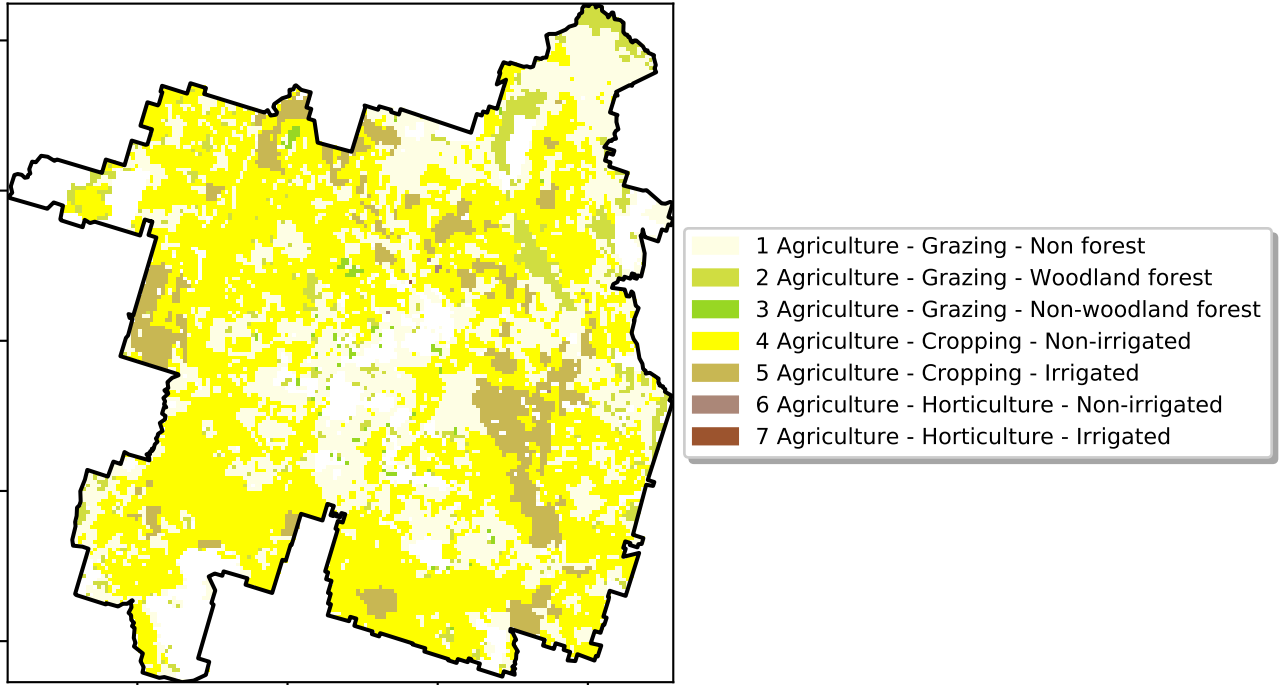 1 Agriculture - Grazing - Non forest
2 Agriculture - Grazing - Woodland forest
3 Agriculture - Grazing - Non-woodland forest
4 Agriculture - Cropping - Non-irrigated
5 Agriculture - Cropping - Irrigated
6 Agriculture - Horticulture - Non-irrigated
7 Agriculture - Horticulture - Irrigated